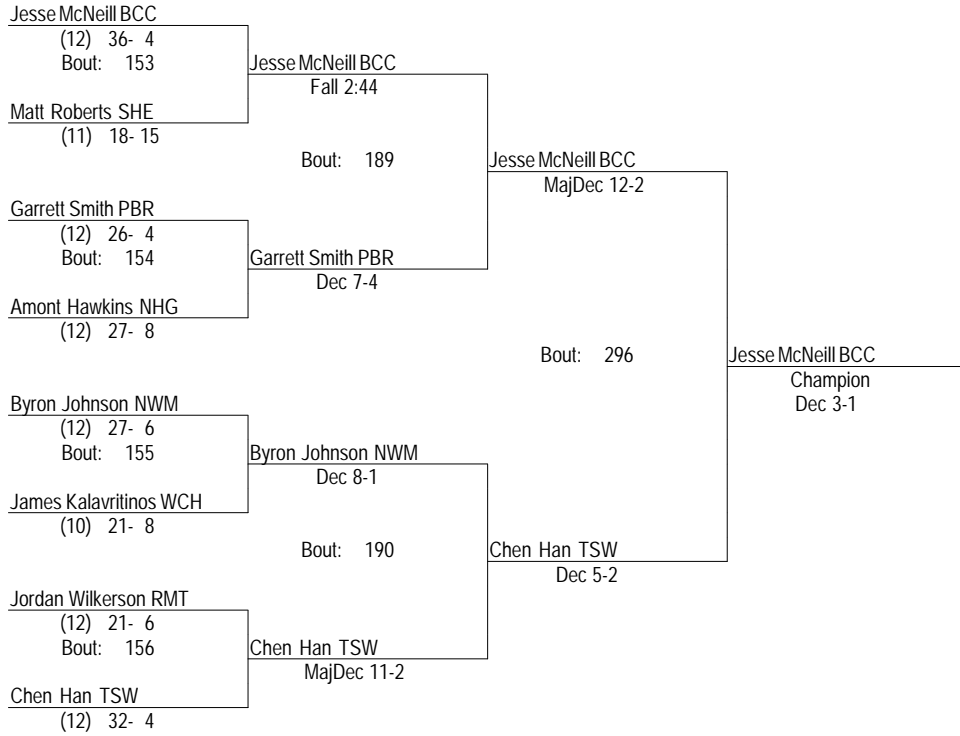 Jesse McNeill BCC
(12) 36- 4
Bout: 153
Jesse McNeill BCC
Fall 2:44
Matt Roberts SHE
(11) 18- 15
Bout: 189
Jesse McNeill BCC
MajDec 12-2
Garrett Smith PBR
(12) 26- 4
Bout: 154
Garrett Smith PBR
Dec 7-4
Amont Hawkins NHG
(12) 27- 8
Bout: 296
Jesse McNeill BCC
Champion
Dec 3-1
Byron Johnson NWM
(12) 27- 6
Bout: 155
Byron Johnson NWM
Dec 8-1
James Kalavritinos WCH
(10) 21- 8
Bout: 190
Chen Han TSW
Dec 5-2
Jordan Wilkerson RMT
(12) 21- 6
Bout: 156
Chen Han TSW
MajDec 11-2
Chen Han TSW
(12) 32- 4